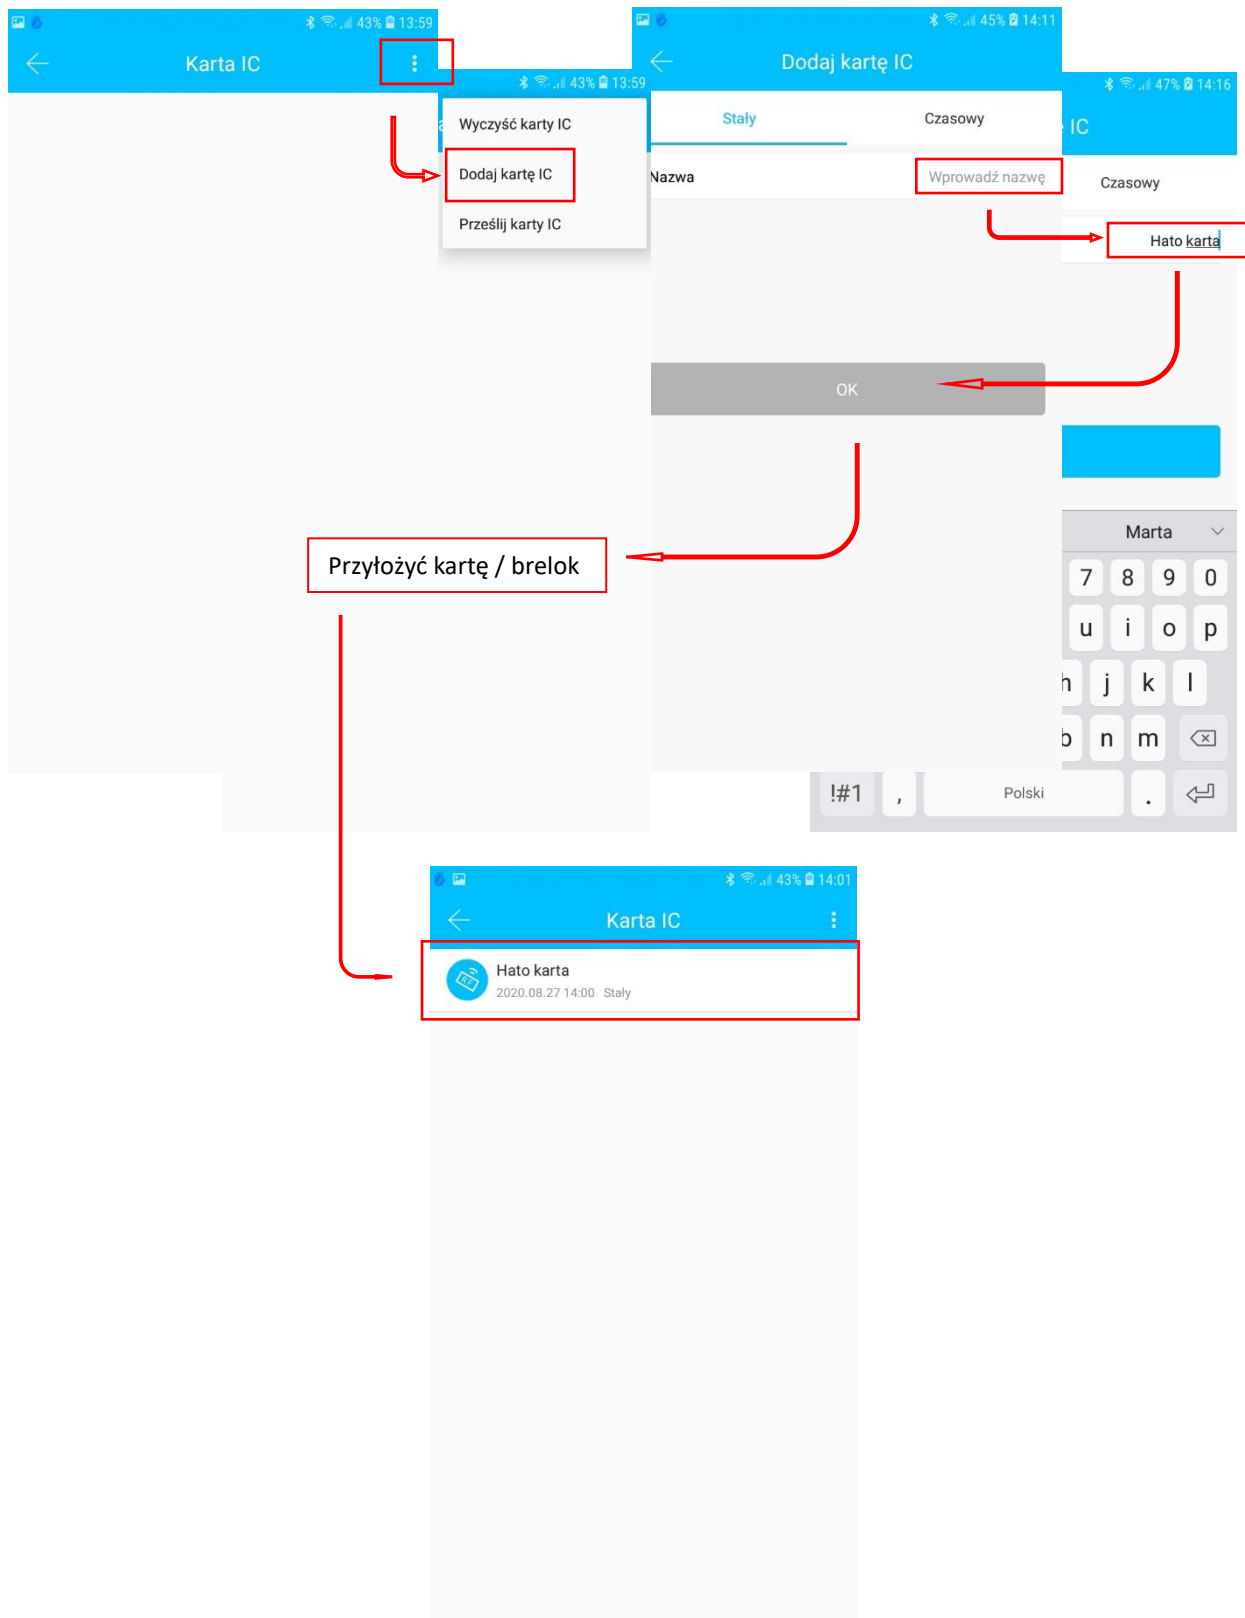 43% 13:59
Karta IC
43% 13:59
Wyczyść karty IC
Dodaj kartę IC
Prześlij karty IC
45% 14:11
Dodaj kartę IC
Stały Czasowy
Nazwa Wprowadź nazwę
OK
47% 14:16
IC
Czasowy
Hato karta
Marta
7 8 9 0
u i o p
h j k l
b n m
!#1 , Polski .
Przyłożyć kartę / brelok
43% 14:01
Karta IC
RF
Hato karta
2020.08.27 14:00 Stały